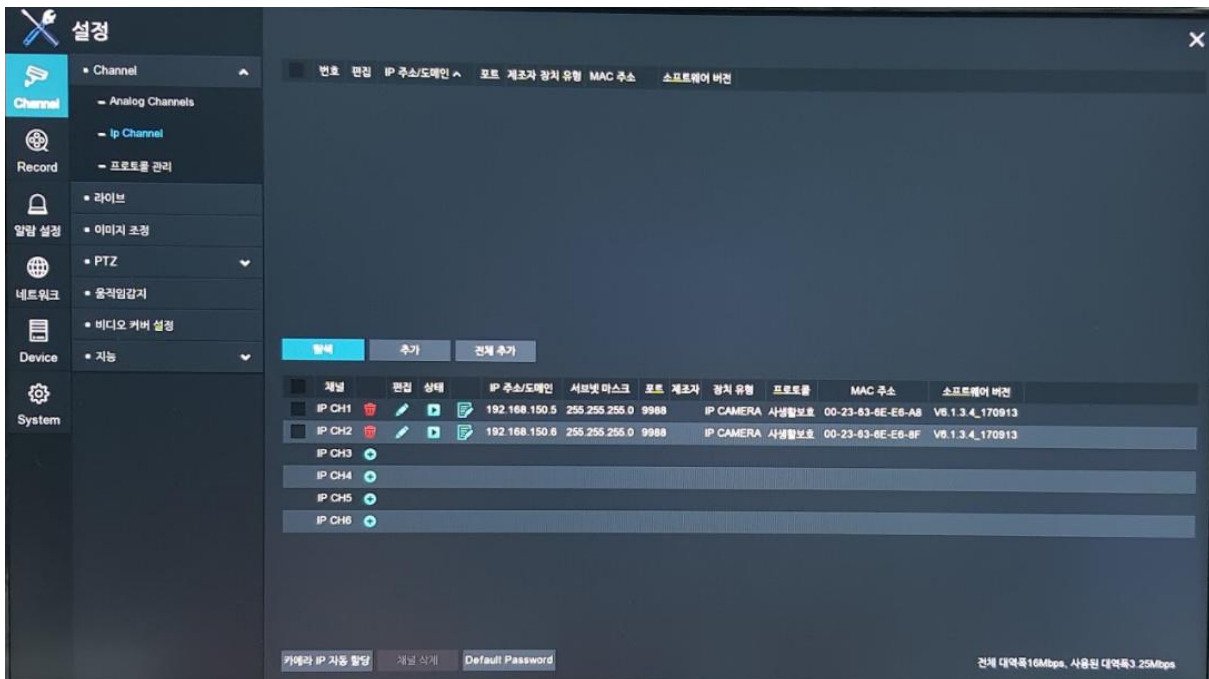 설정
Channel
Channel
Analog Channels
Ip Channel
프로토콜 관리
Record
라이브
알람 설정
이미지 조정
PTZ
네트워크
움직임감지
비디오 커버 설정
Device
지능
System
번호 편집 IP 주소/도메인 포트 제조자 장치 유형 MAC 주소 소프트웨어 버전
탐색 추가 전체 추가
채널 편집 상태 IP 주소/도메인 서브넷 마스크 포트 제조자 장치 유형 프로토콜 MAC 주소 소프트웨어 버전
IP CH1 192.168.150.5 255.255.255.0 9988 IP CAMERA 사생활보호 00-23-63-6E-E6-A8 V6.1.3.4_170913
IP CH2 192.168.150.6 255.255.255.0 9988 IP CAMERA 사생활보호 00-23-63-6E-E6-8F V6.1.3.4_170913
IP CH3
IP CH4
IP CH5
IP CH6
카메라 IP 자동 할당 채널 삭제 Default Password
전체 대역폭16Mbps, 사용된 대역폭3.25Mbps